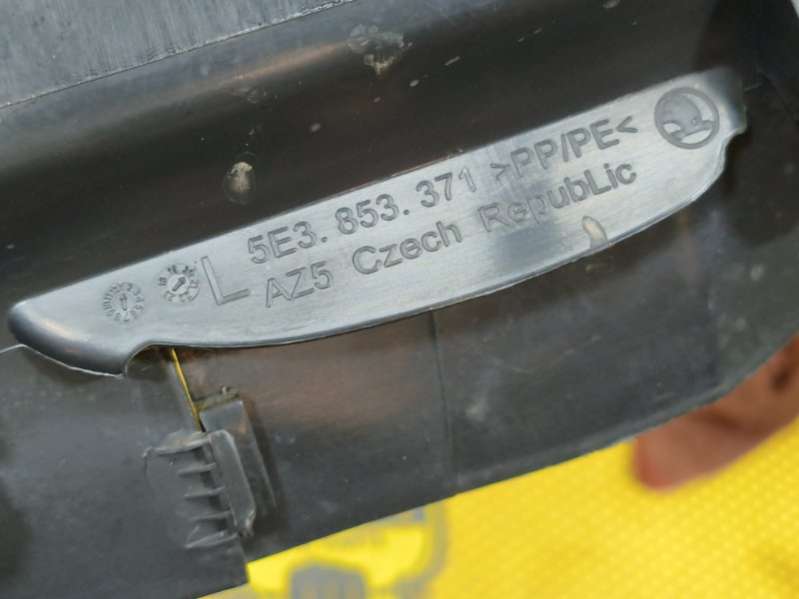 L 5E3. 853. 371 >PP/PE<
AZ5 Czech RepubLic